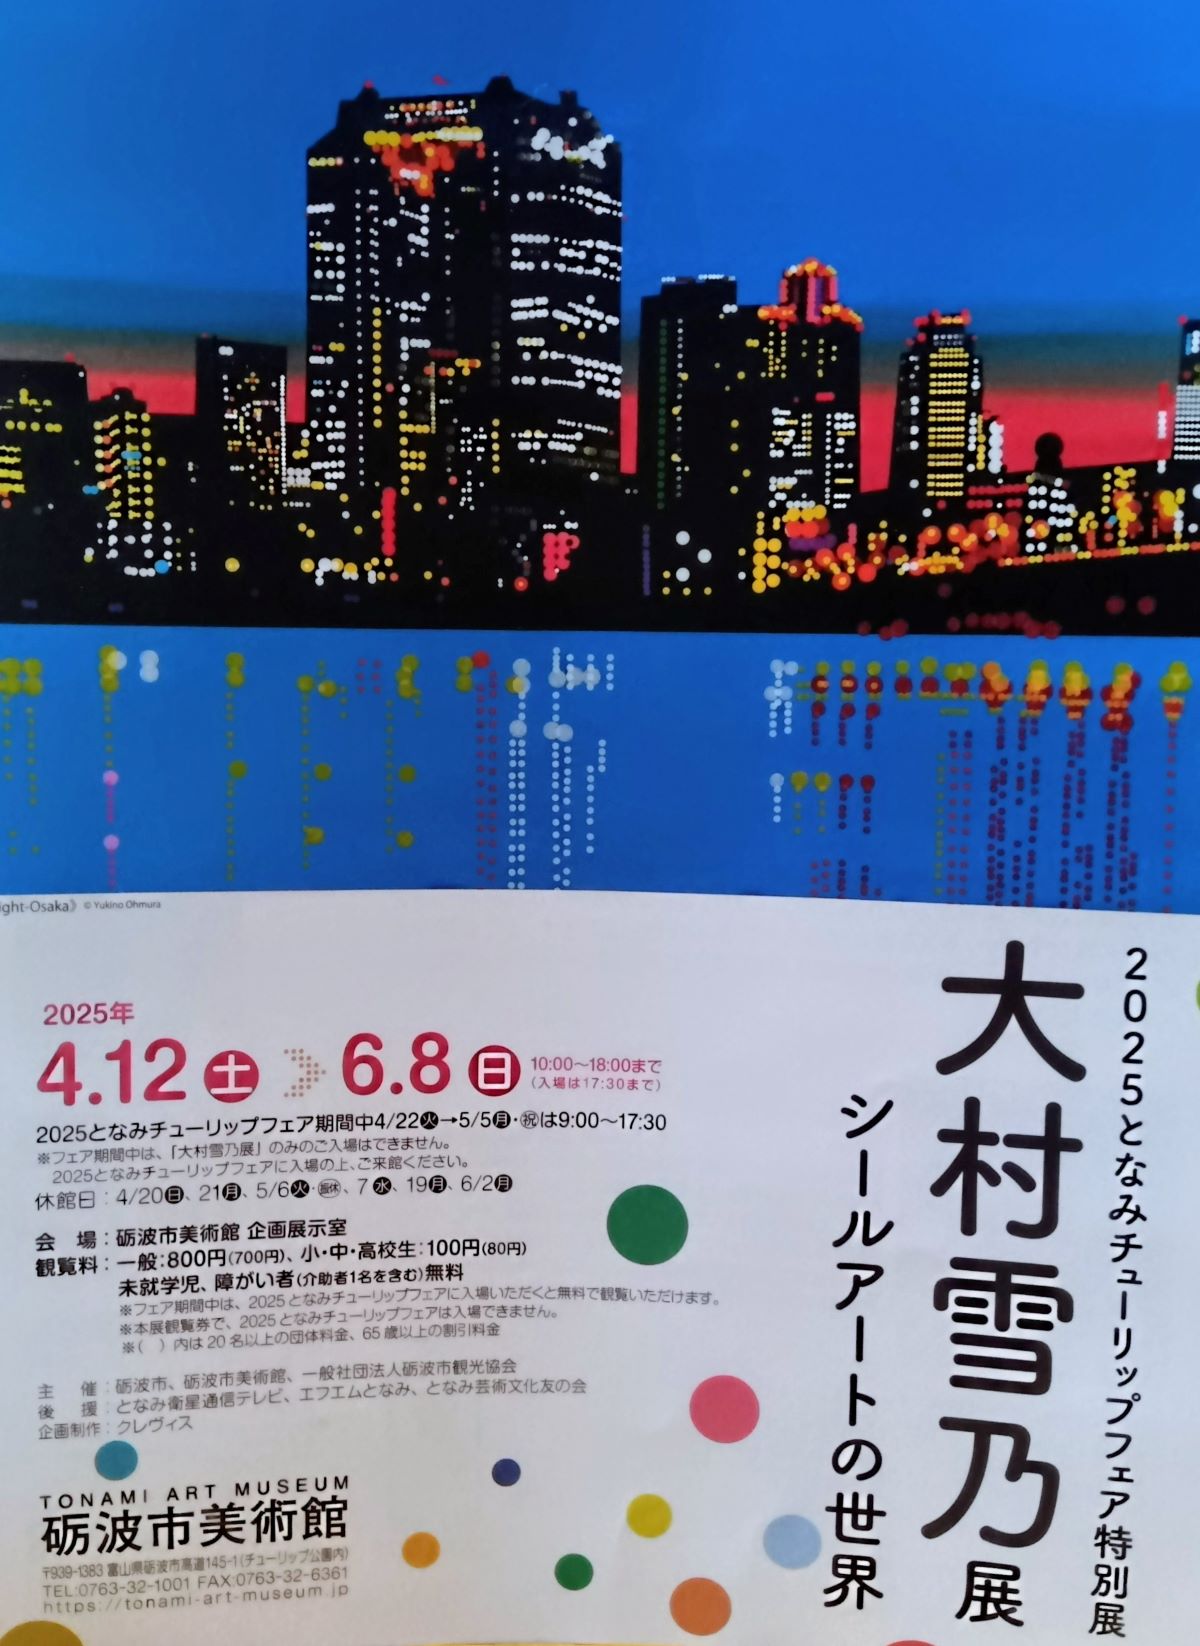 ight-Osaka》 © Yukino Ohmura
2025となみチューリップフェア特別展
大村雪乃展
シールアートの世界
2025年
4.12土 6.8日 10:00〜18:00まで
(入場は17:30まで)
2025となみチューリップフェア期間中4/22火→5/5月・祝は9:00〜17:30
※フェア期間中は、「大村雪乃展」のみのご入場はできません。
2025となみチューリップフェアに入場の上、ご来館ください。
休館日：4/20日、21月、5/6火・振休、7水、19月、6/2月
会　場：砺波市美術館 企画展示室
観覧料：一般：800円(700円)、小・中・高校生：100円(80円)
未就学児、障がい者(介助者1名を含む)無料
※フェア期間中は、2025となみチューリップフェアに入場いただくと無料で観覧いただけます。
※本展観覧券で、2025となみチューリップフェアは入場できません。
※(　)内は20名以上の団体料金、65歳以上の割引料金
主　催：砺波市、砺波市美術館、一般社団法人砺波市観光協会
後　援：となみ衛星通信テレビ、エフエムとなみ、となみ芸術文化友の会
企画制作：クレヴィス
TONAMI ART MUSEUM
砺波市美術館
〒939-1383 富山県砺波市高道145-1(チューリップ公園内)
TEL:0763-32-1001 FAX:0763-32-6361
https://tonami-art-museum.jp